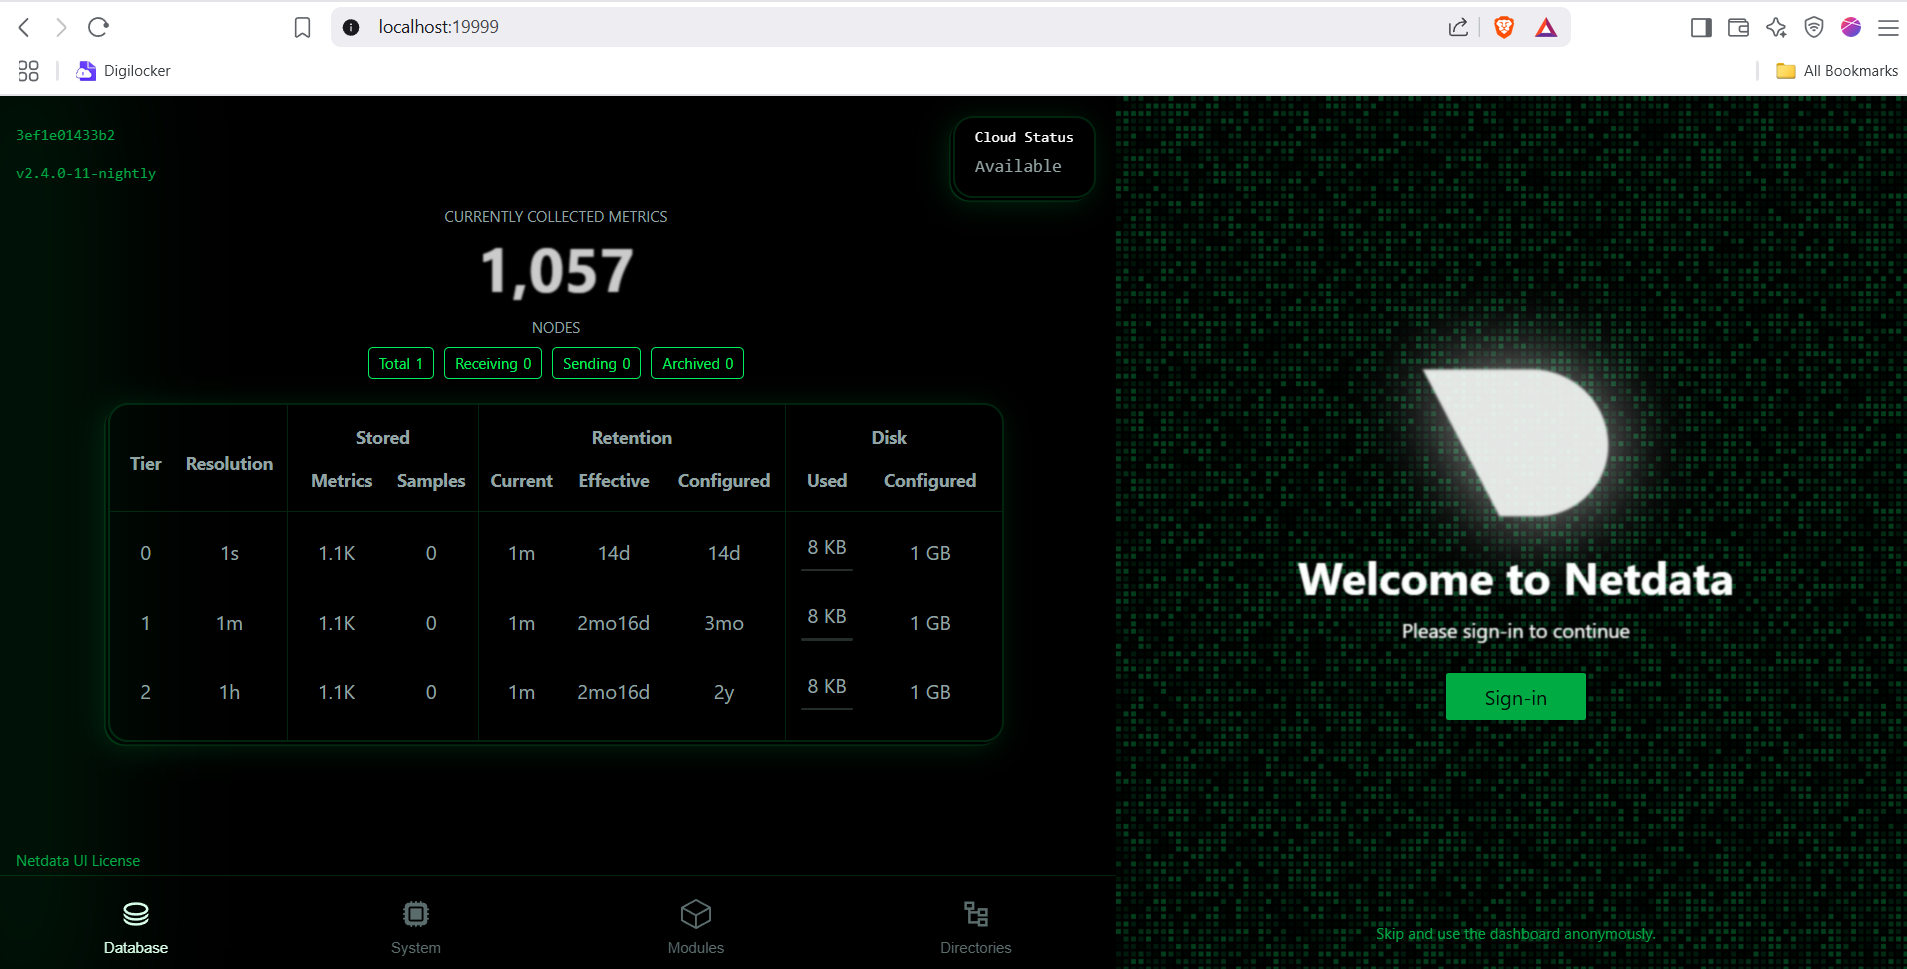 localhost:19999
Digilocker
All Bookmarks
3ef1e01433b2
v2.4.0-11-nightly
Cloud Status
Available
CURRENTLY COLLECTED METRICS
1,057
NODES
Total 1 Receiving 0 Sending 0 Archived 0
Stored Retention Disk
Tier Resolution Metrics Samples Current Effective Configured Used Configured
0 1s 1.1K 0 1m 14d 14d 8 KB 1 GB
1 1m 1.1K 0 1m 2mo16d 3mo 8 KB 1 GB
2 1h 1.1K 0 1m 2mo16d 2y 8 KB 1 GB
Netdata UI License
Database System Modules Directories
Welcome to Netdata
Please sign-in to continue
Sign-in
Skip and use the dashboard anonymously.